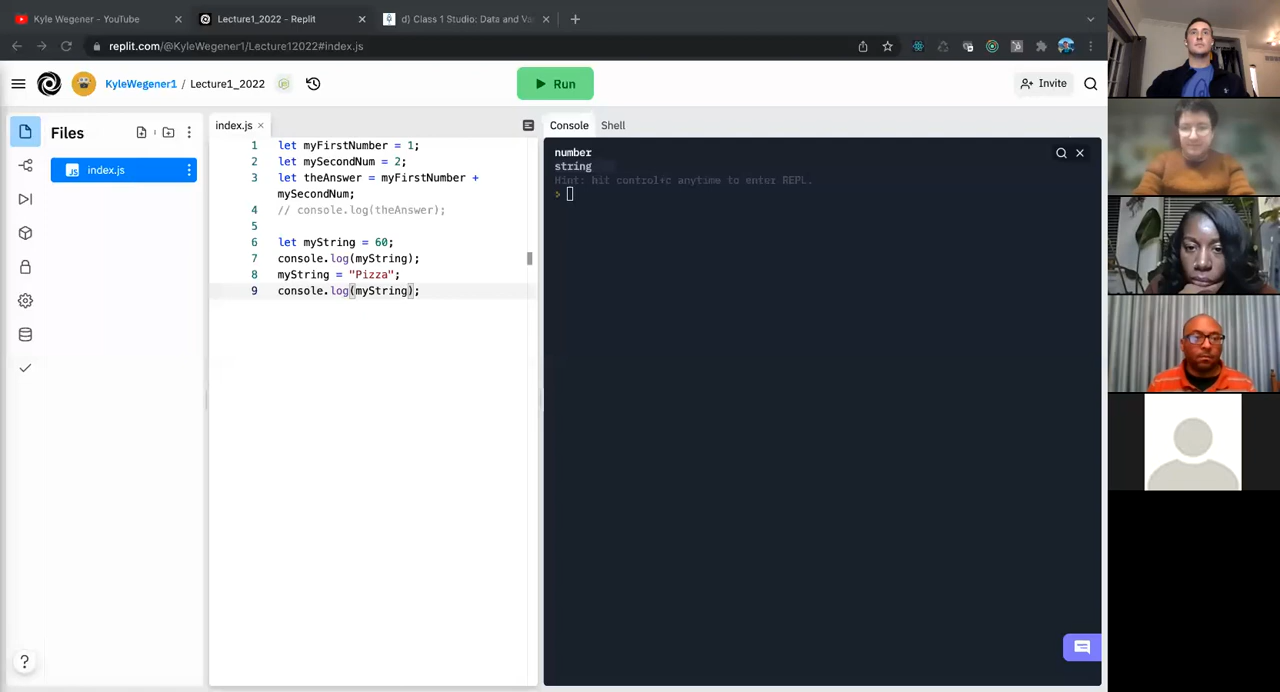 Kyle Wegener - YouTube
Lecture1_2022 - Replit
d) Class 1 Studio: Data and Va
replit.com/@KyleWegener1/Lecture12022#index.js
KyleWegener1 / Lecture1_2022
Run
Invite
Files
index.js
index.js
1 let myFirstNumber = 1;
2 let mySecondNum = 2;
3 let theAnswer = myFirstNumber +
mySecondNum;
4 // console.log(theAnswer);
5
6 let myString = 60;
7 console.log(myString);
8 myString = "Pizza";
9 console.log(myString);
Console
Shell
number
string
Hint: hit control+c anytime to enter REPL.
>
?